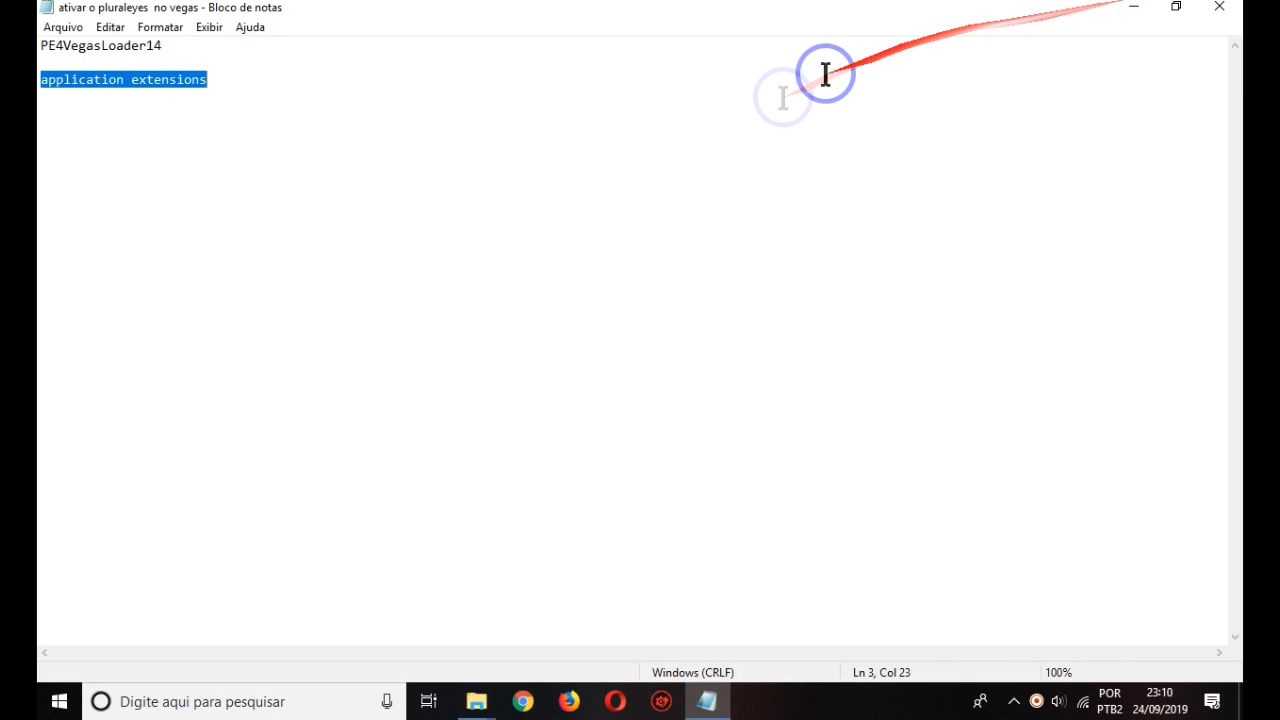 ativar o pluraleyes  no vegas - Bloco de notas
Arquivo Editar Formatar Exibir Ajuda
PE4VegasLoader14
application extensions
Windows (CRLF) Ln 3, Col 23 100%
Digite aqui para pesquisar
POR 23:10
PTB2 24/09/2019